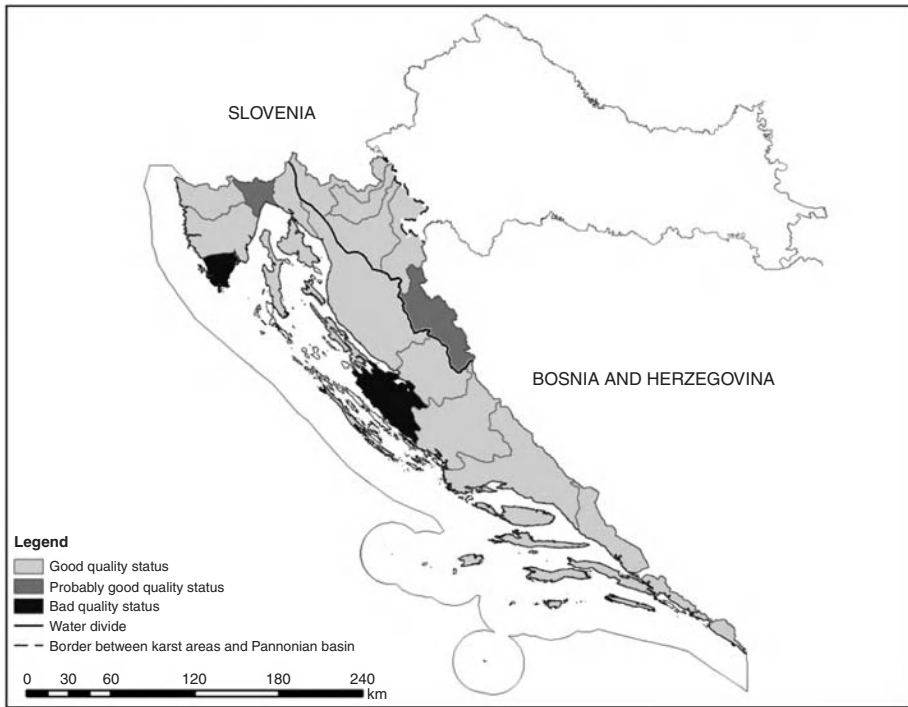 SLOVENIA
BOSNIA AND HERZEGOVINA
Legend
Good quality status
Probably good quality status
Bad quality status
Water divide
Border between karst areas and Pannonian basin
0 30 60 120 180 240
km